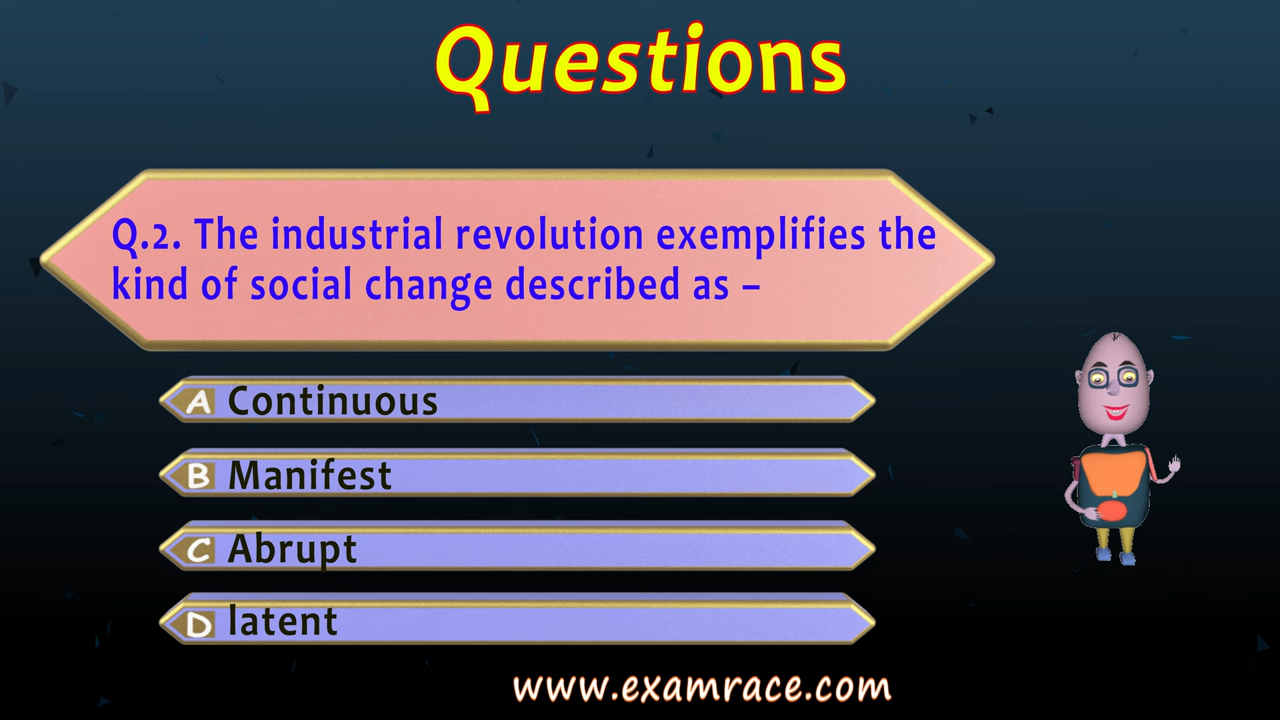 Questions
Q.2. The industrial revolution exemplifies the
kind of social change described as –
A Continuous
B Manifest
C Abrupt
D latent
www.examrace.com